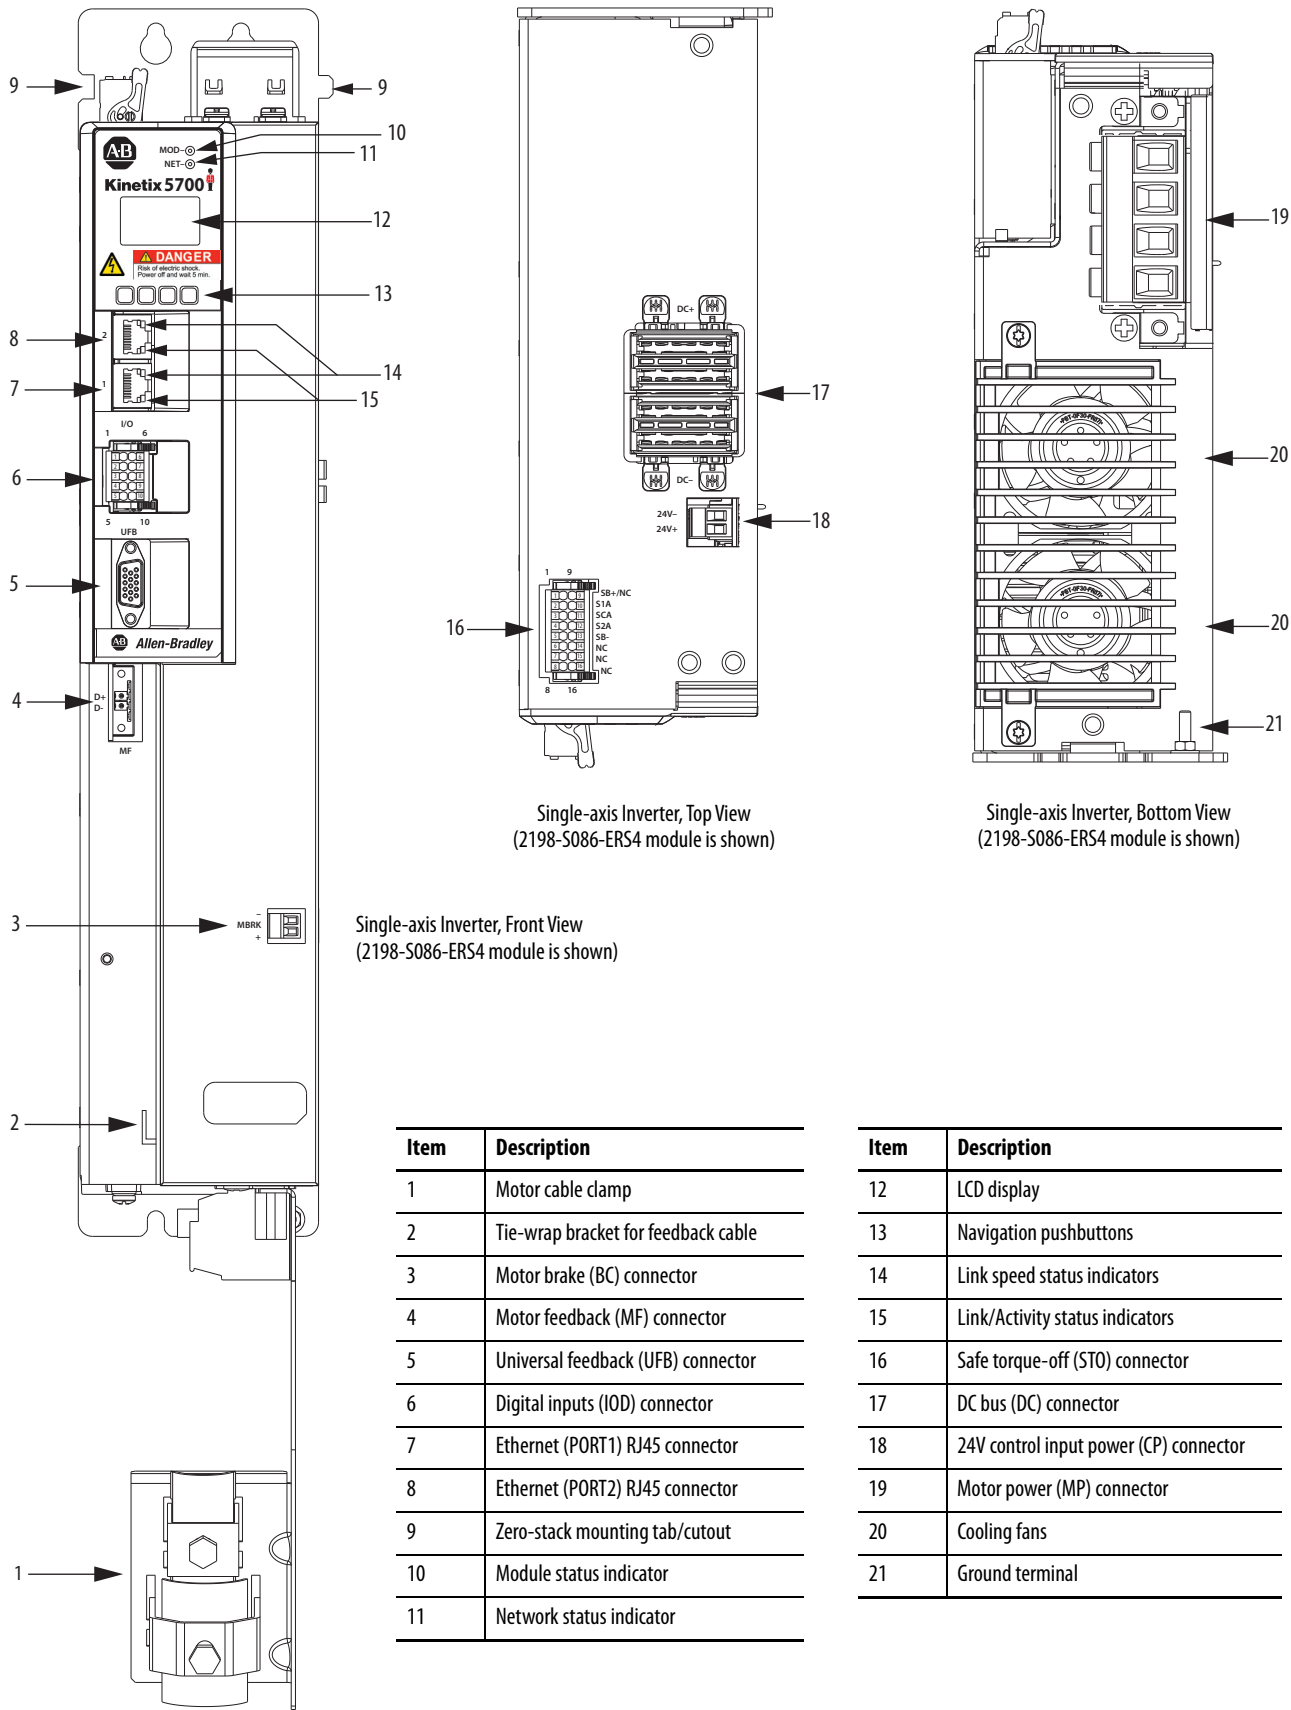 9
9
A-B
MOD
NET
10
11
Kinetix 5700
12
DANGER
Risk of electric shock.
Power off and wait 5 min.
13
8
2
7
1
14
15
I/O
1 6
6
5 10
UFB
5
A-B Allen-Bradley
4
D+
D-
MF
3
–
MBRK
+
2
1
DC+
17
DC–
24V–
24V+
18
1 9
16
SB+/NC
S1A
SCA
S2A
SB-
NC
NC
NC
8 16
Single-axis Inverter, Top View
(2198-S086-ERS4 module is shown)
19
20
20
21
Single-axis Inverter, Bottom View
(2198-S086-ERS4 module is shown)
Single-axis Inverter, Front View
(2198-S086-ERS4 module is shown)
Item Description
1 Motor cable clamp
2 Tie-wrap bracket for feedback cable
3 Motor brake (BC) connector
4 Motor feedback (MF) connector
5 Universal feedback (UFB) connector
6 Digital inputs (IOD) connector
7 Ethernet (PORT1) RJ45 connector
8 Ethernet (PORT2) RJ45 connector
9 Zero-stack mounting tab/cutout
10 Module status indicator
11 Network status indicator
Item Description
12 LCD display
13 Navigation pushbuttons
14 Link speed status indicators
15 Link/Activity status indicators
16 Safe torque-off (STO) connector
17 DC bus (DC) connector
18 24V control input power (CP) connector
19 Motor power (MP) connector
20 Cooling fans
21 Ground terminal